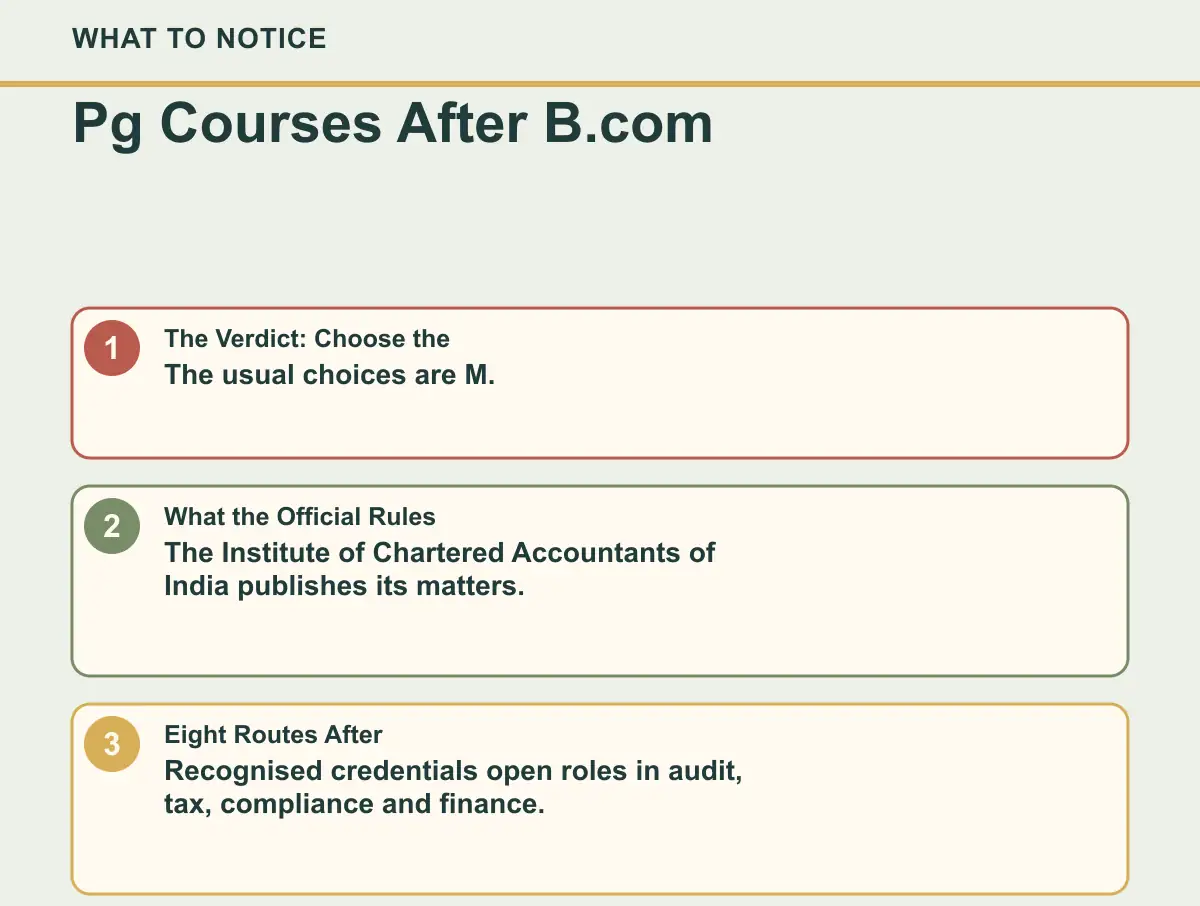 WHAT TO NOTICE
Pg Courses After B.com
1
The Verdict: Choose the
The usual choices are M.
2
What the Official Rules
The Institute of Chartered Accountants of
India publishes its matters.
3
Eight Routes After
Recognised credentials open roles in audit,
tax, compliance and finance.